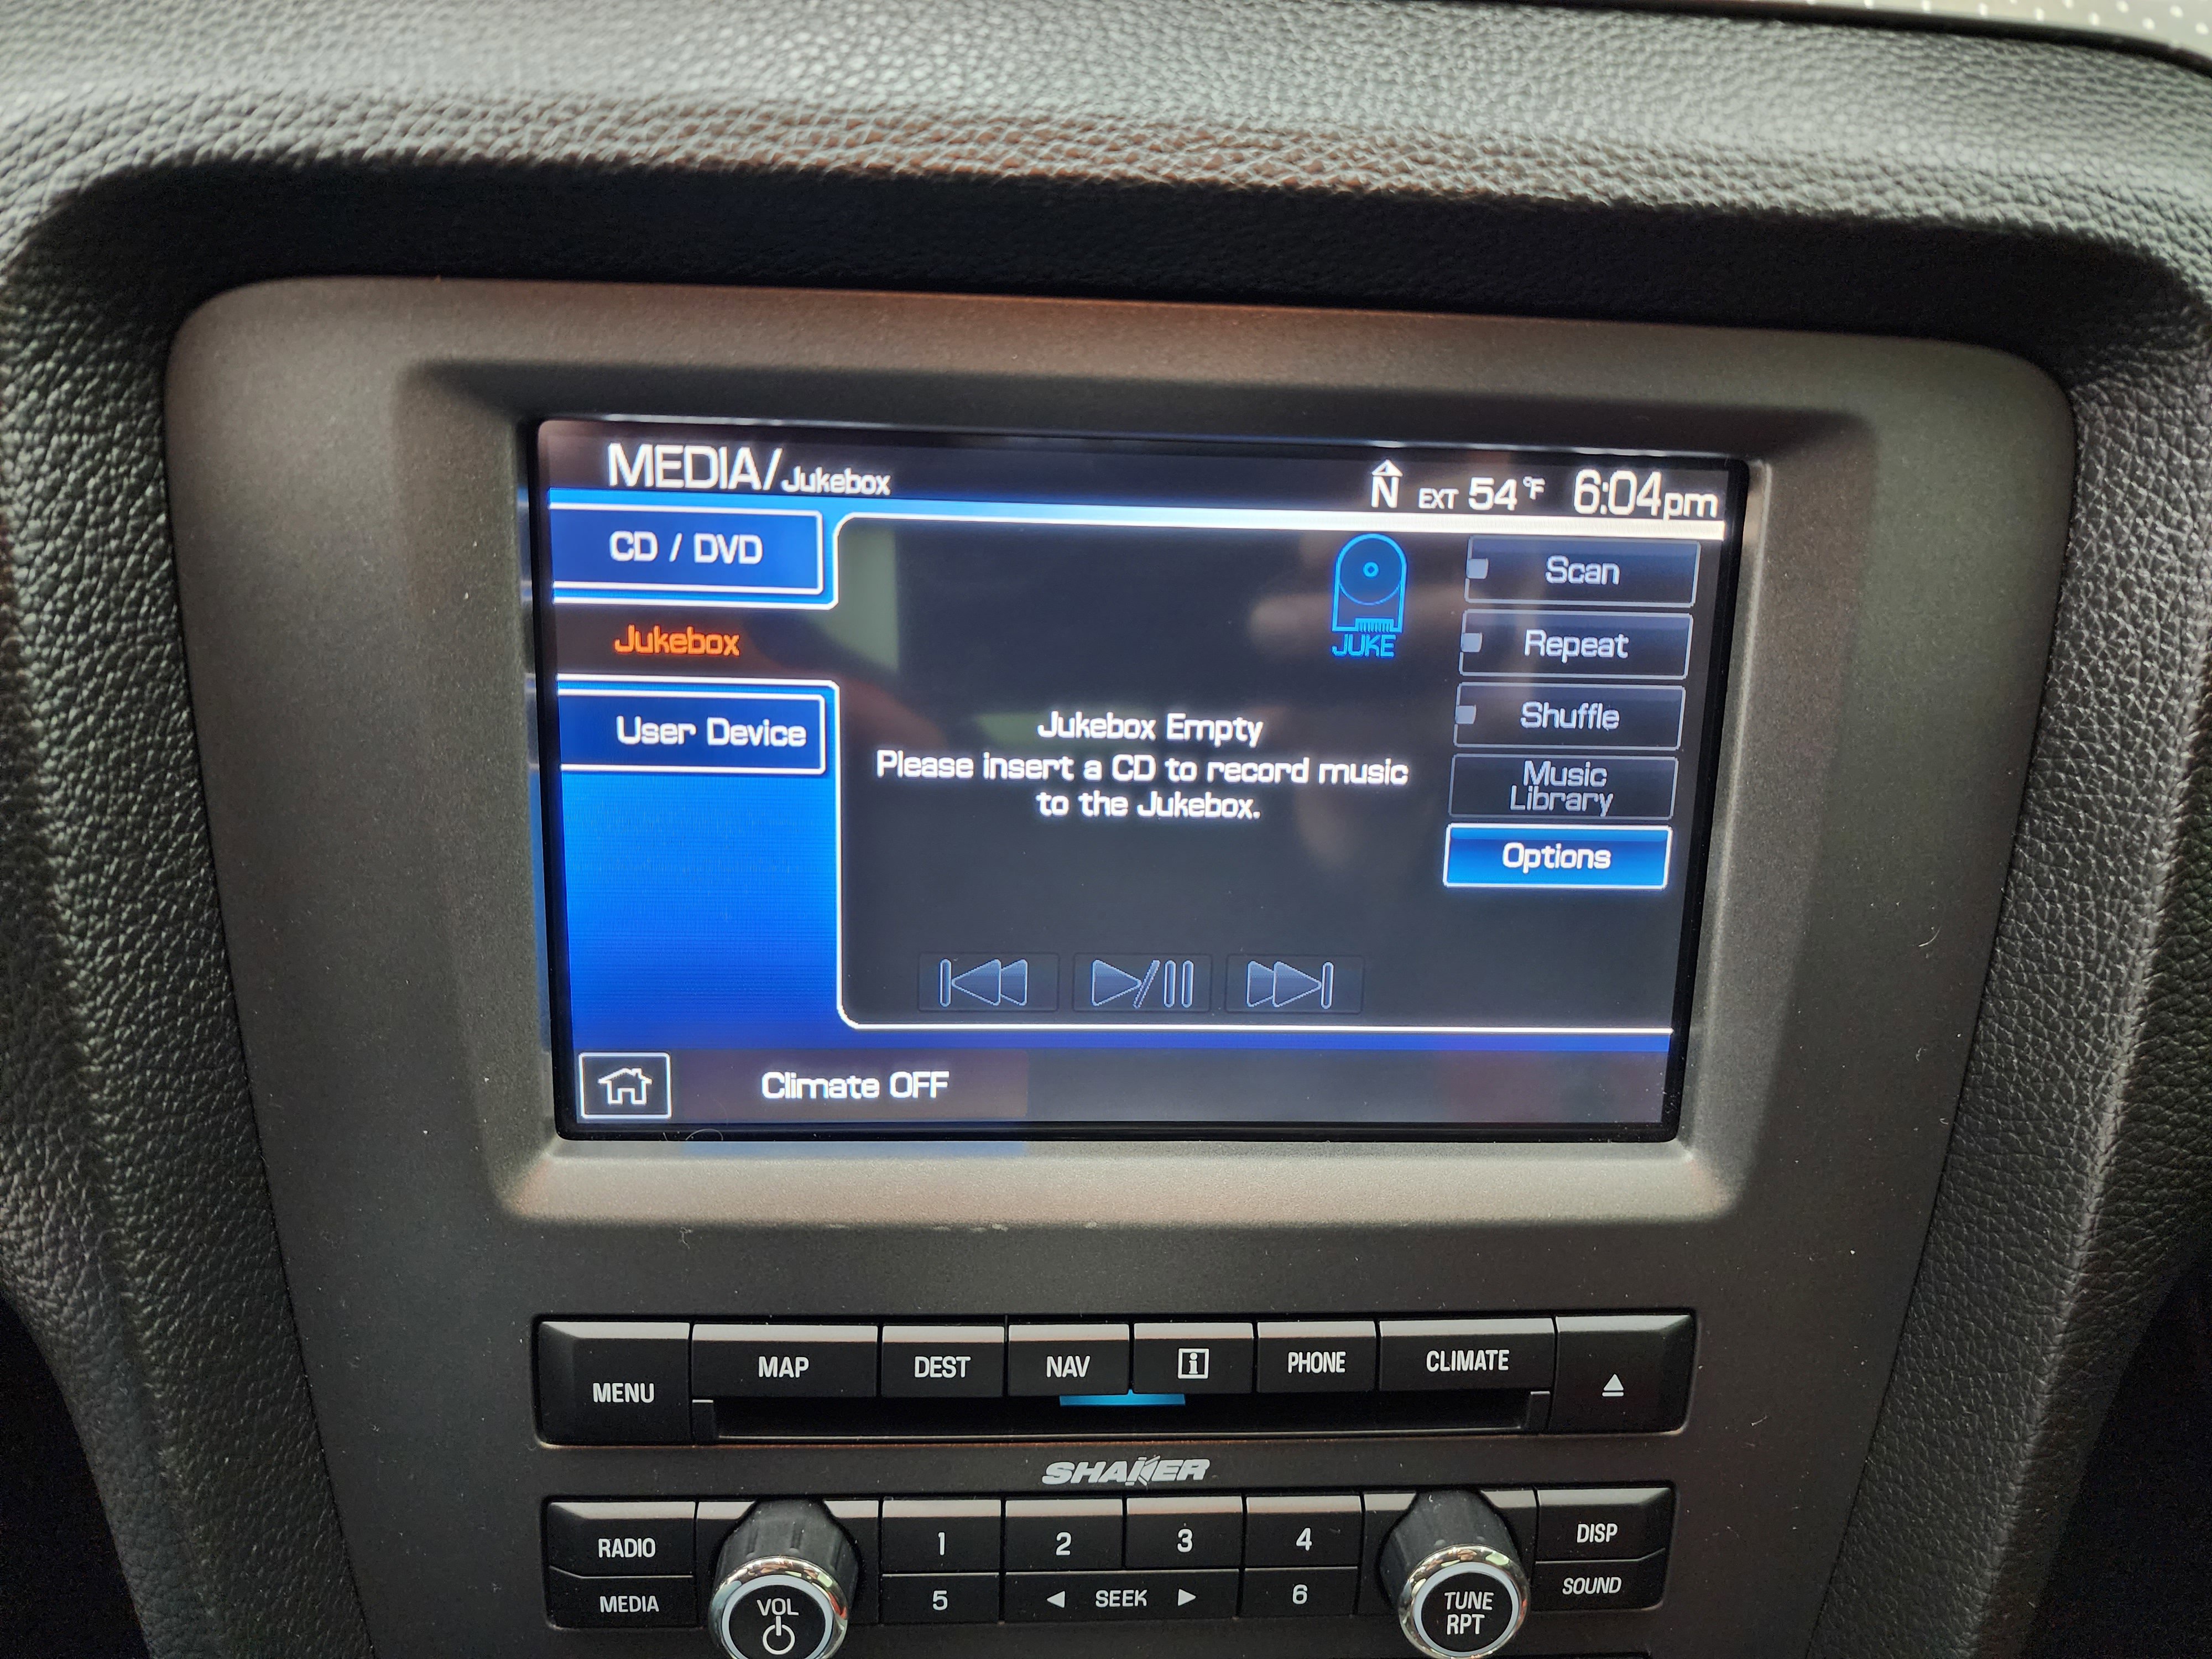 MEDIA/Jukebox
N EXT 54°F 6:04pm
CD / DVD
Jukebox
User Device
JUKE
Jukebox Empty
Please insert a CD to record music
to the Jukebox.
Scan
Repeat
Shuffle
Music
Library
Options
Climate OFF
MENU
MAP
DEST
NAV
i
PHONE
CLIMATE
SHAKER
RADIO
MEDIA
VOL
1
2
3
4
5
SEEK
6
TUNE
RPT
DISP
SOUND